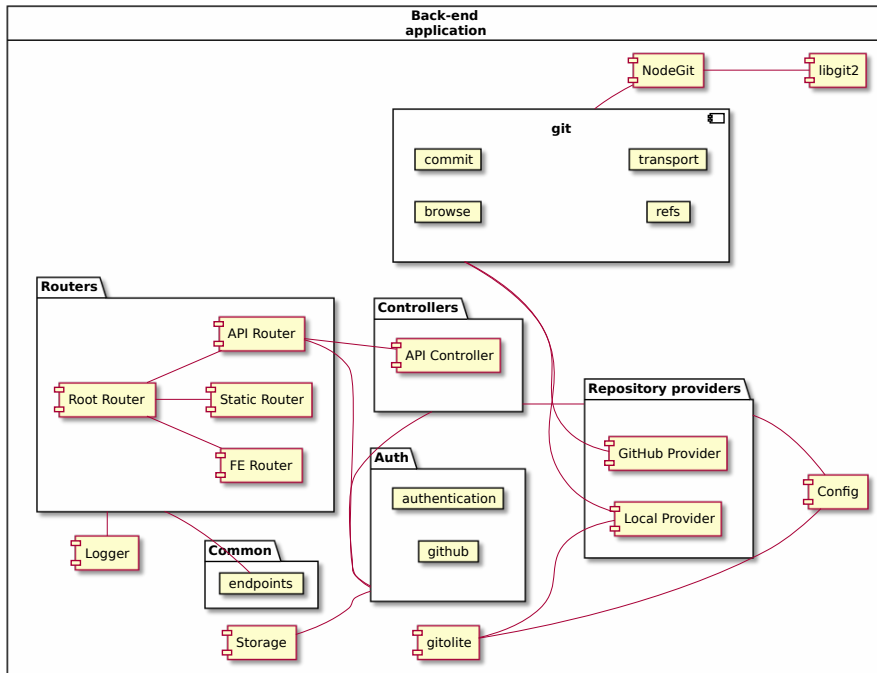 Back-end
application
NodeGit
libgit2
git
commit
transport
browse
refs
Routers
API Router
Root Router
Static Router
FE Router
Controllers
API Controller
Repository providers
GitHub Provider
Local Provider
Config
Auth
authentication
github
Logger
Common
endpoints
Storage
gitolite